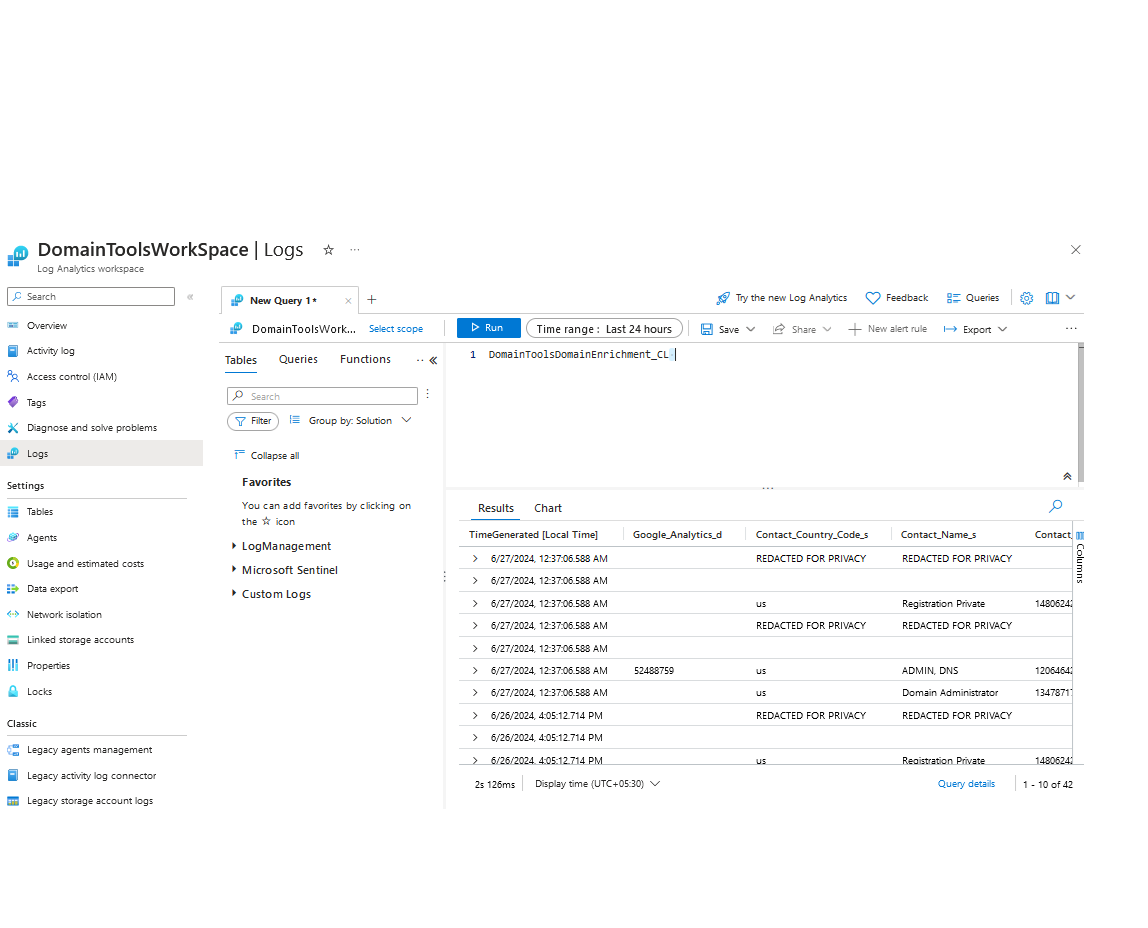 DomainToolsWorkSpace | Logs ☆ ...
Log Analytics workspace
Search «
Overview
Activity log
Access control (IAM)
Tags
Diagnose and solve problems
Logs
Settings
Tables
Agents
Usage and estimated costs
Data export
Network isolation
Linked storage accounts
Properties
Locks
Classic
Legacy agents management
Legacy activity log connector
Legacy storage account logs
New Query 1* × +
Try the new Log Analytics Feedback Queries
DomainToolsWork... Select scope
Run Time range : Last 24 hours Save Share New alert rule Export ...
Tables Queries Functions «
Search
Filter Group by: Solution
Collapse all
Favorites
You can add favorites by clicking on
the ☆ icon
LogManagement
Microsoft Sentinel
Custom Logs
1 DomainToolsDomainEnrichment_CL
Results Chart
TimeGenerated [Local Time] Google_Analytics_d Contact_Country_Code_s Contact_Name_s Contact_
6/27/2024, 12:37:06.588 AM REDACTED FOR PRIVACY REDACTED FOR PRIVACY
6/27/2024, 12:37:06.588 AM
6/27/2024, 12:37:06.588 AM us Registration Private 14806242
6/27/2024, 12:37:06.588 AM REDACTED FOR PRIVACY REDACTED FOR PRIVACY
6/27/2024, 12:37:06.588 AM
6/27/2024, 12:37:06.588 AM 52488759 us ADMIN, DNS 12064642
6/27/2024, 12:37:06.588 AM us Domain Administrator 13478717
6/26/2024, 4:05:12.714 PM REDACTED FOR PRIVACY REDACTED FOR PRIVACY
6/26/2024, 4:05:12.714 PM
6/26/2024, 4:05:12.714 PM us Registration Private 14806242
Columns
2s 126ms Display time (UTC+05:30) Query details 1 - 10 of 42